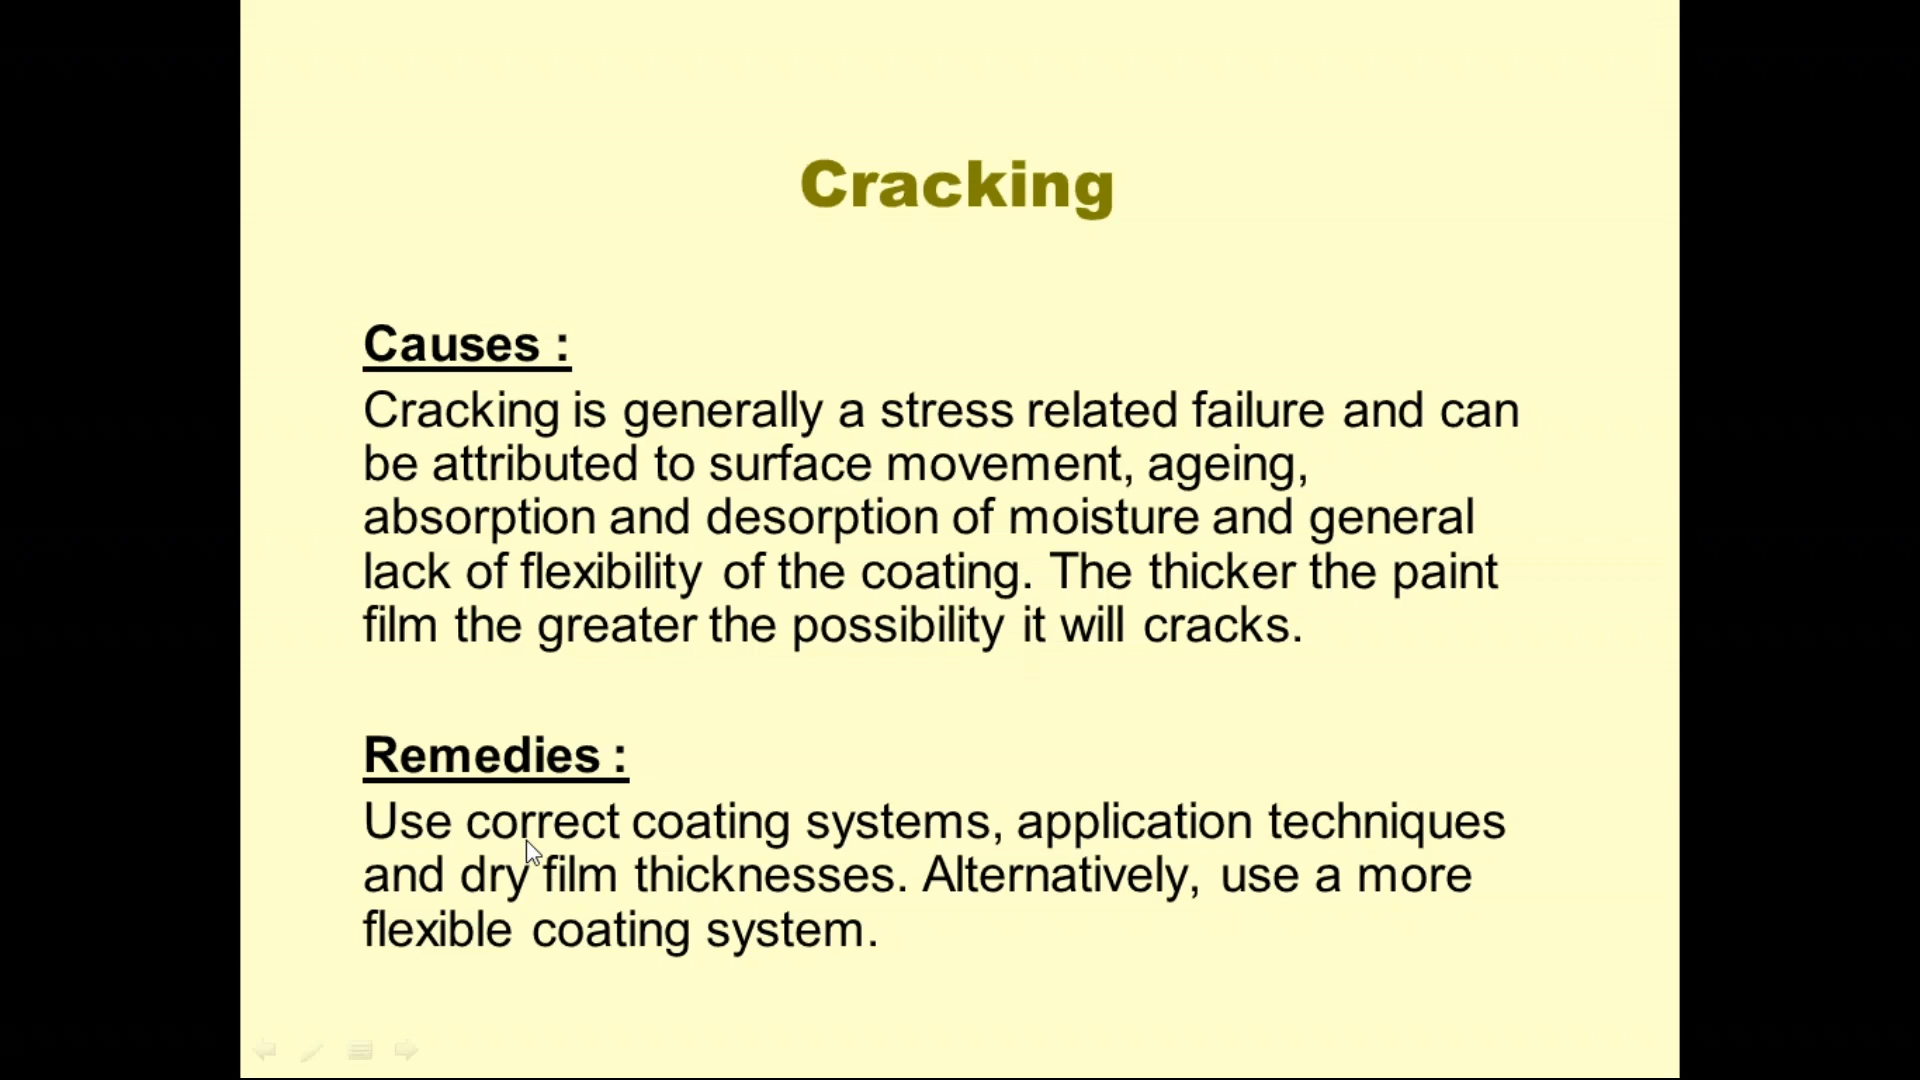 Cracking
Causes :
Cracking is generally a stress related failure and can
be attributed to surface movement, ageing,
absorption and desorption of moisture and general
lack of flexibility of the coating. The thicker the paint
film the greater the possibility it will cracks.
Remedies :
Use correct coating systems, application techniques
and dry film thicknesses. Alternatively, use a more
flexible coating system.